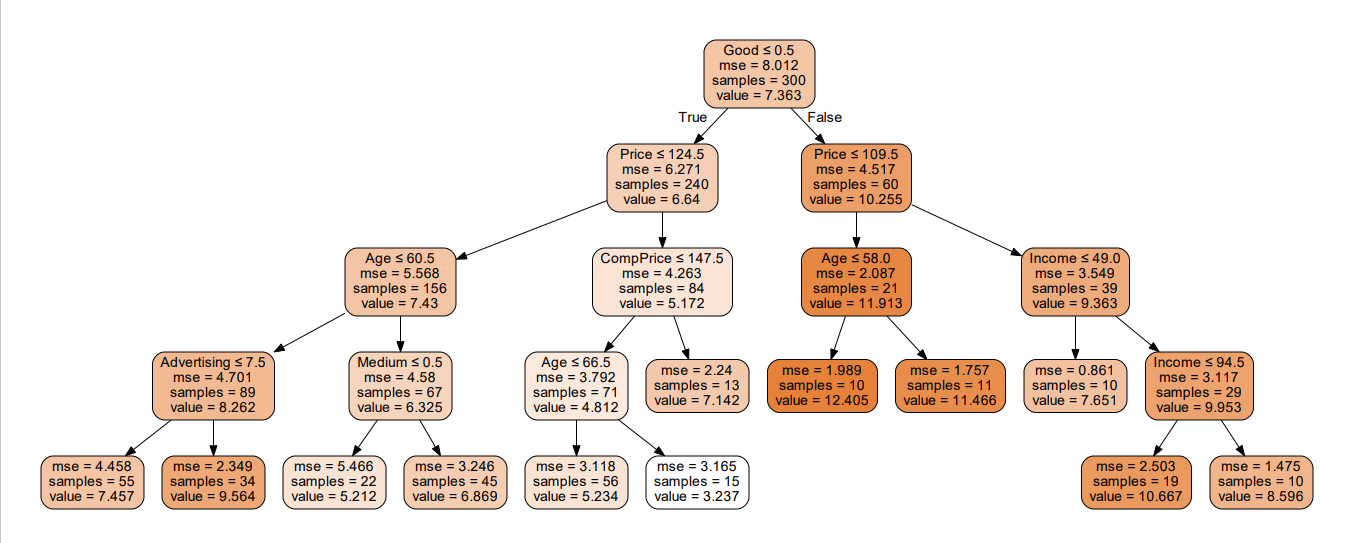 Good ≤ 0.5
mse = 8.012
samples = 300
value = 7.363
True
False
Price ≤ 124.5
mse = 6.271
samples = 240
value = 6.64
Price ≤ 109.5
mse = 4.517
samples = 60
value = 10.255
Age ≤ 60.5
mse = 5.568
samples = 156
value = 7.43
CompPrice ≤ 147.5
mse = 4.263
samples = 84
value = 5.172
Age ≤ 58.0
mse = 2.087
samples = 21
value = 11.913
Income ≤ 49.0
mse = 3.549
samples = 39
value = 9.363
Advertising ≤ 7.5
mse = 4.701
samples = 89
value = 8.262
Medium ≤ 0.5
mse = 4.58
samples = 67
value = 6.325
Age ≤ 66.5
mse = 3.792
samples = 71
value = 4.812
mse = 2.24
samples = 13
value = 7.142
mse = 1.989
samples = 10
value = 12.405
mse = 1.757
samples = 11
value = 11.466
mse = 0.861
samples = 10
value = 7.651
Income ≤ 94.5
mse = 3.117
samples = 29
value = 9.953
mse = 4.458
samples = 55
value = 7.457
mse = 2.349
samples = 34
value = 9.564
mse = 5.466
samples = 22
value = 5.212
mse = 3.246
samples = 45
value = 6.869
mse = 3.118
samples = 56
value = 5.234
mse = 3.165
samples = 15
value = 3.237
mse = 2.503
samples = 19
value = 10.667
mse = 1.475
samples = 10
value = 8.596